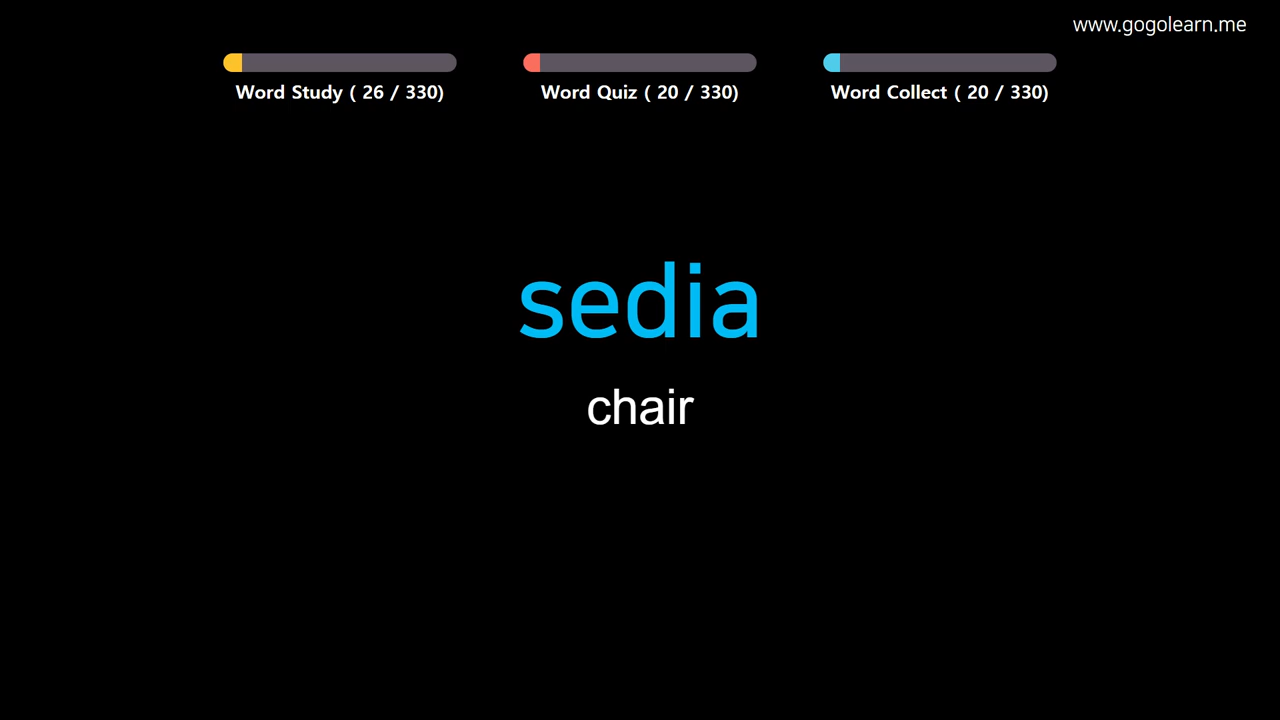 www.gogolearn.me
Word Study ( 26 / 330)
Word Quiz ( 20 / 330)
Word Collect ( 20 / 330)
sedia
chair